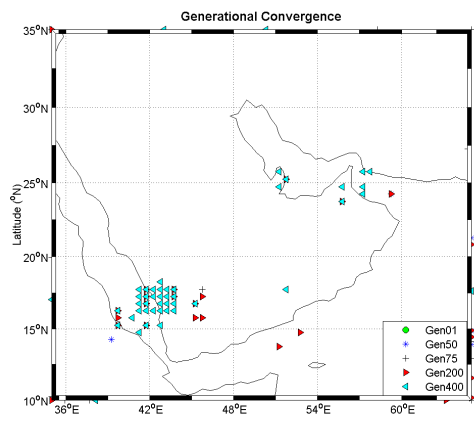 Generational Convergence
35°N
30°N
25°N
20°N
15°N
10°N
Latitude (°N)
36°E 42°E 48°E 54°E 60°E
Gen01
Gen50
Gen75
Gen200
Gen400